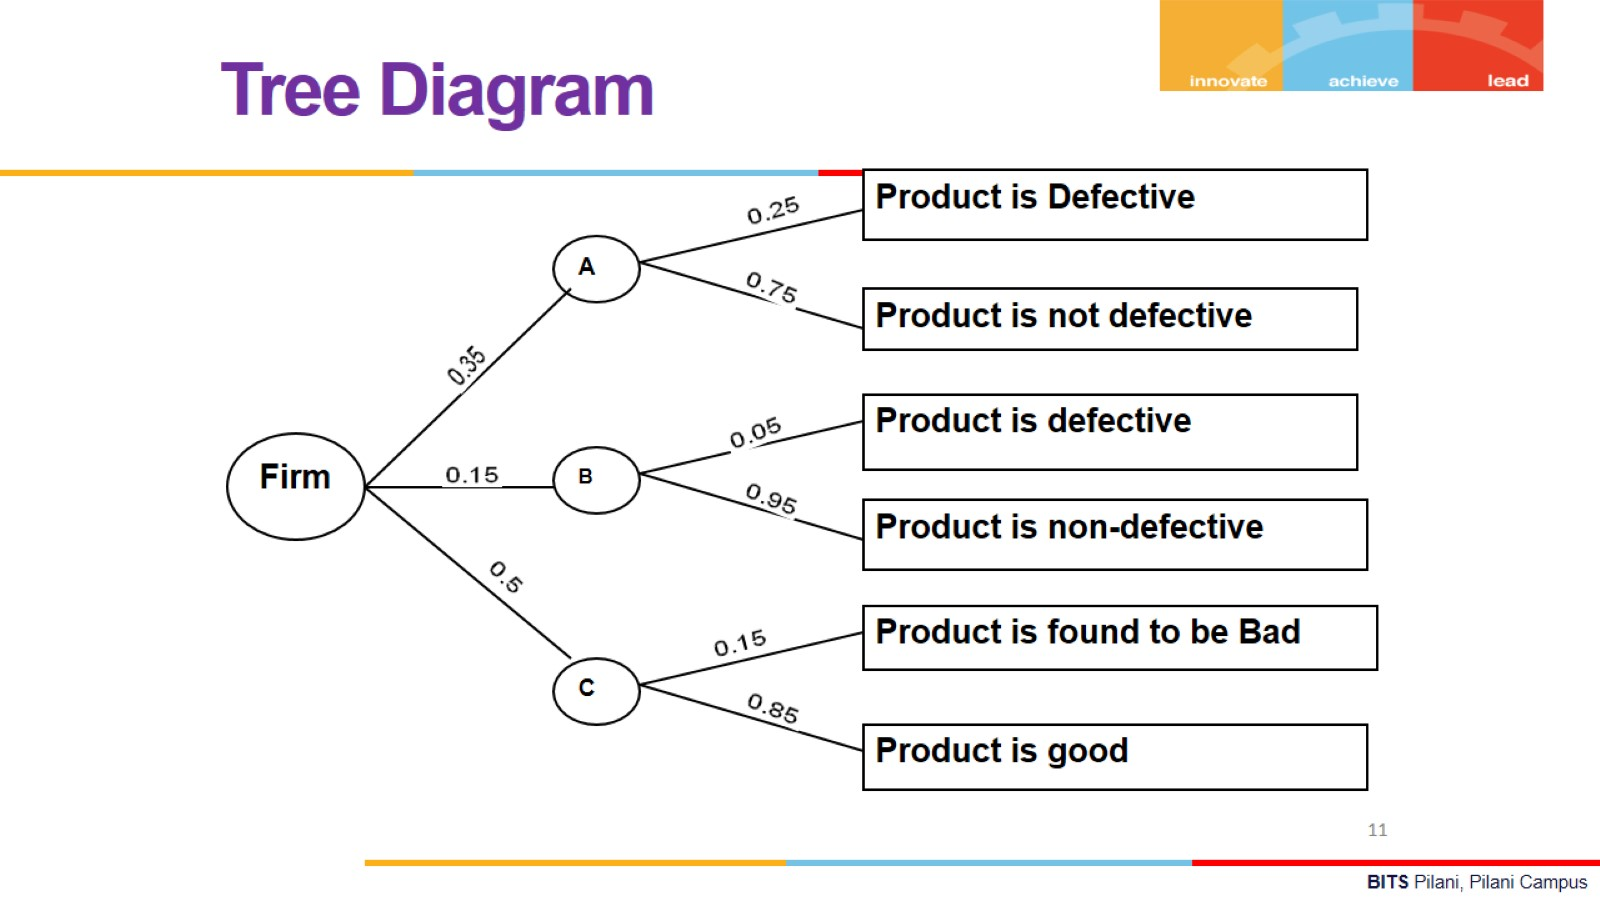 Tree Diagram
innovate achieve lead
0.25
Product is Defective
A
0.75
Product is not defective
0.35
0.05
Product is defective
Firm
0.15
B
0.95
Product is non-defective
0.5
0.15
Product is found to be Bad
C
0.85
Product is good
11
BITS Pilani, Pilani Campus